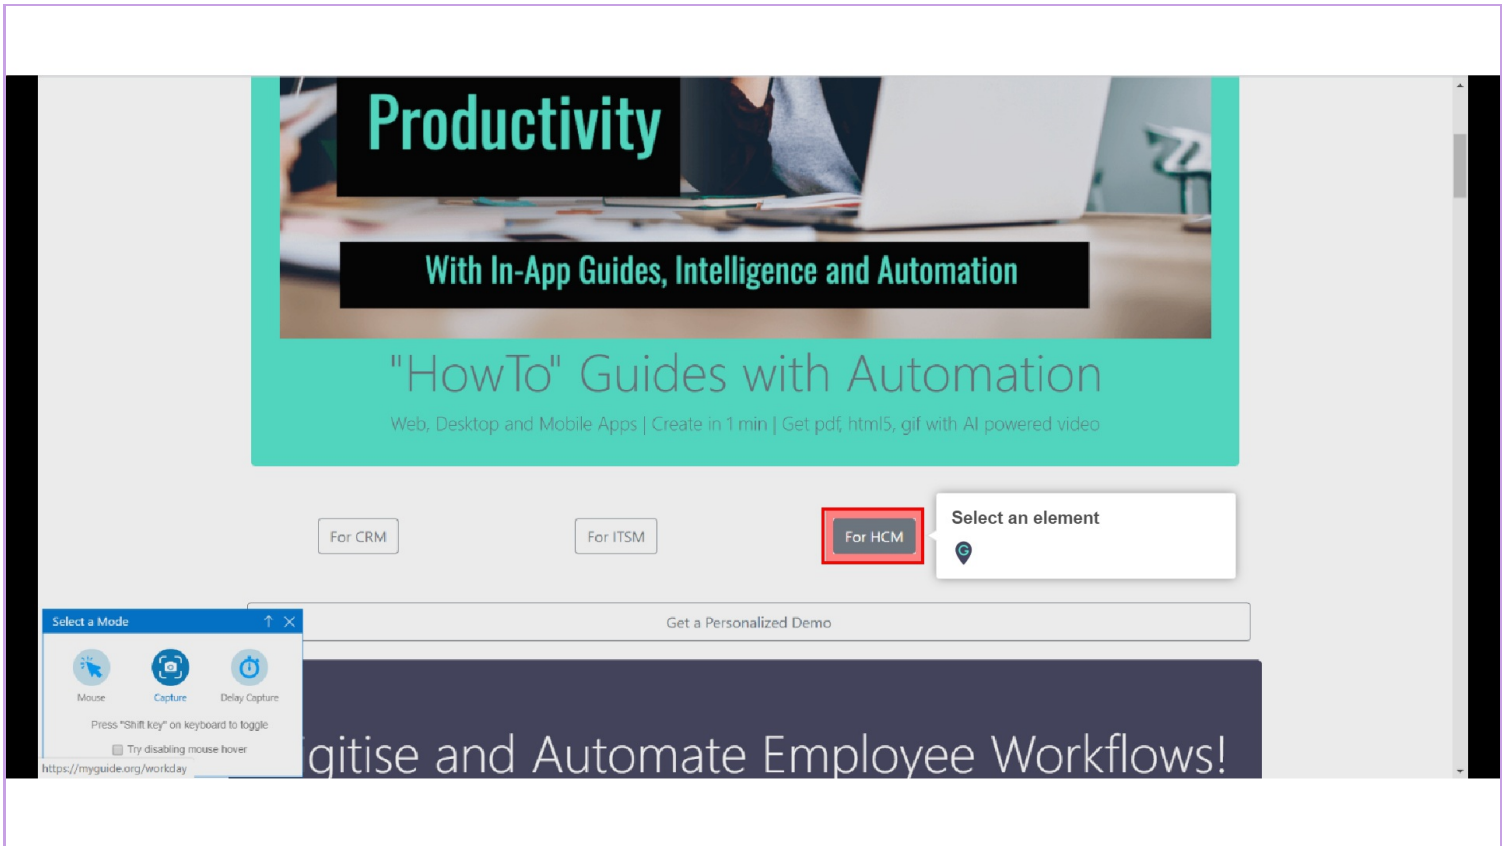 Productivity
With In-App Guides, Intelligence and Automation
"HowTo" Guides with Automation
Web, Desktop and Mobile Apps | Create in 1 min | Get pdf, html5, gif with AI powered video
For CRM
For ITSM
For HCM
Select an element
G
Get a Personalized Demo
Select a Mode
Mouse
Capture
Delay Capture
Press "Shift key" on keyboard to toggle
Try disabling mouse hover
https://myguide.org/workday
igitise and Automate Employee Workflows!